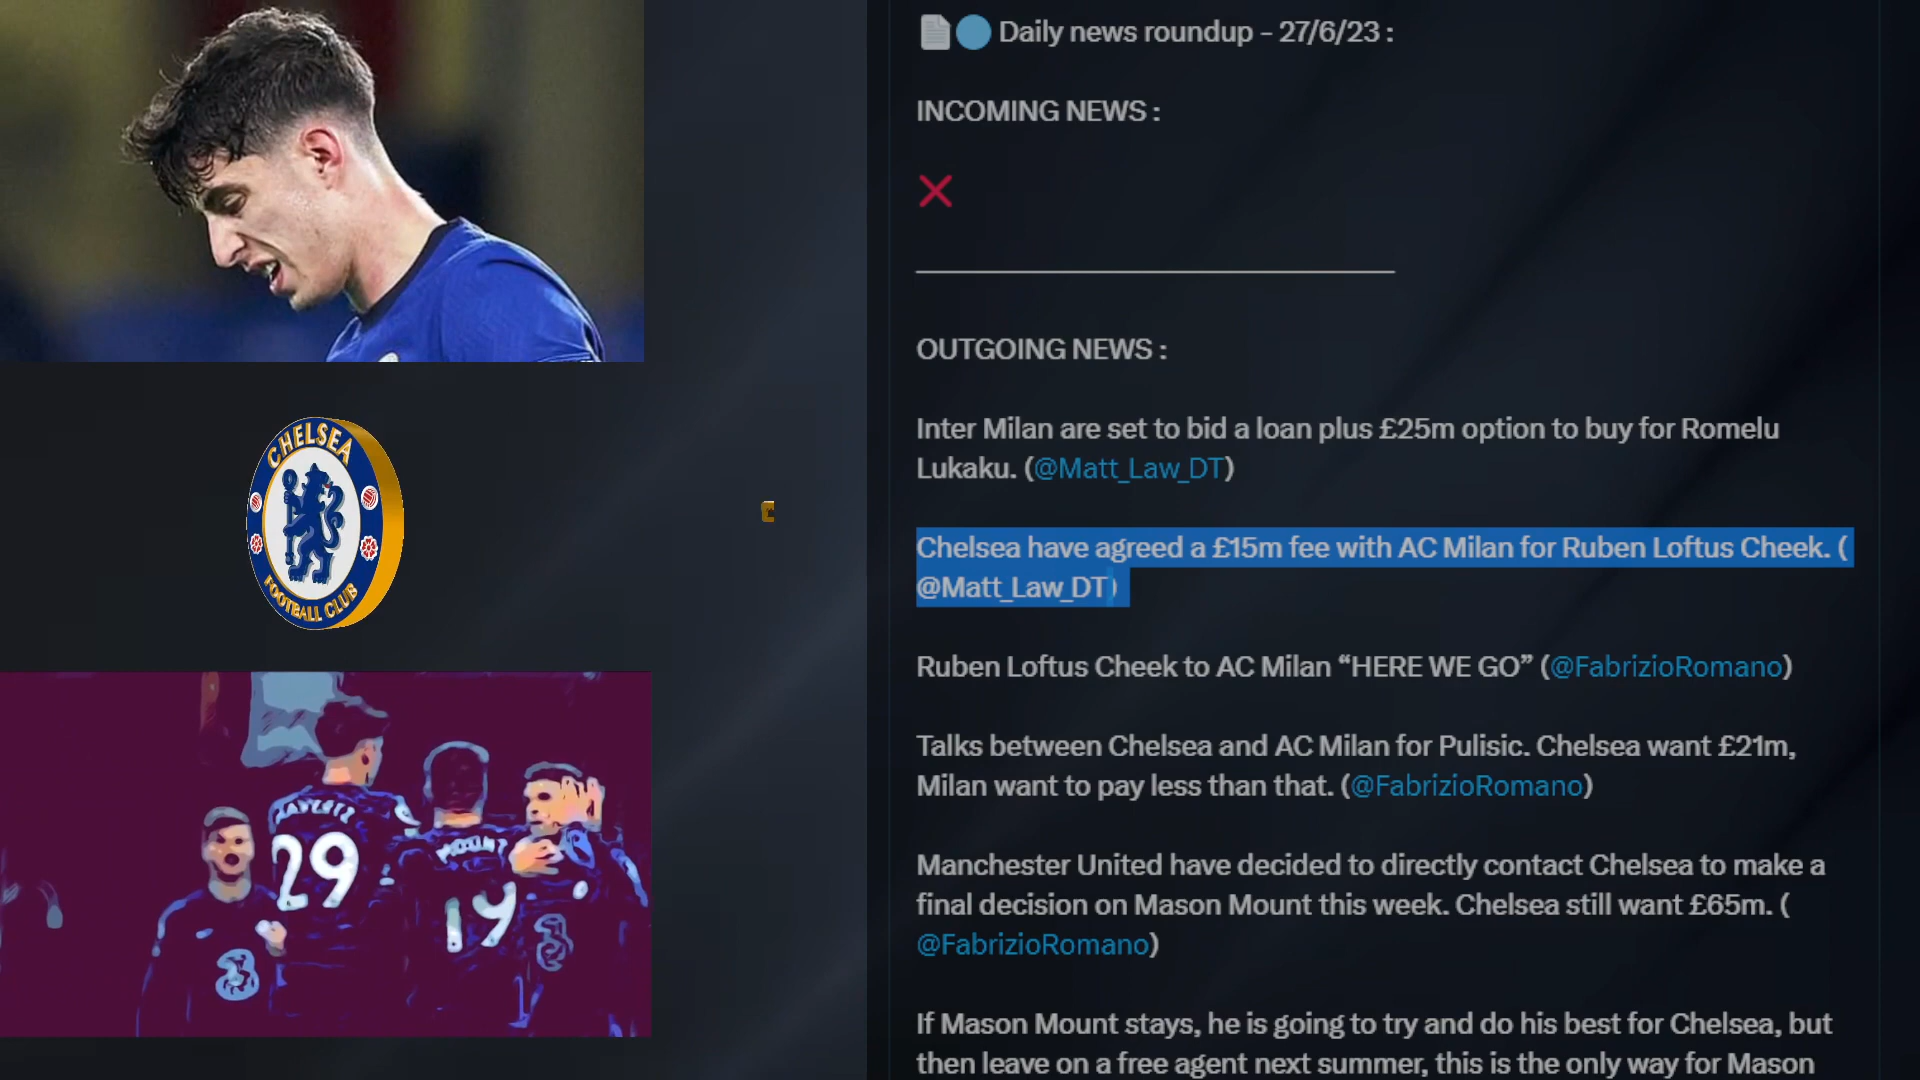 Daily news roundup - 27/6/23 :
INCOMING NEWS :
OUTGOING NEWS :
Inter Milan are set to bid a loan plus £25m option to buy for Romelu
Lukaku. (@Matt_Law_DT)
Chelsea have agreed a £15m fee with AC Milan for Ruben Loftus Cheek. (
@Matt_Law_DT)
Ruben Loftus Cheek to AC Milan “HERE WE GO” (@FabrizioRomano)
Talks between Chelsea and AC Milan for Pulisic. Chelsea want £21m,
Milan want to pay less than that. (@FabrizioRomano)
Manchester United have decided to directly contact Chelsea to make a
final decision on Mason Mount this week. Chelsea still want £65m. (
@FabrizioRomano)
If Mason Mount stays, he is going to try and do his best for Chelsea, but
then leave on a free agent next summer, this is the only way for Mason
CHELSEA
FOOTBALL CLUB
HAVERTZ
29
MOUNT
19
3
3